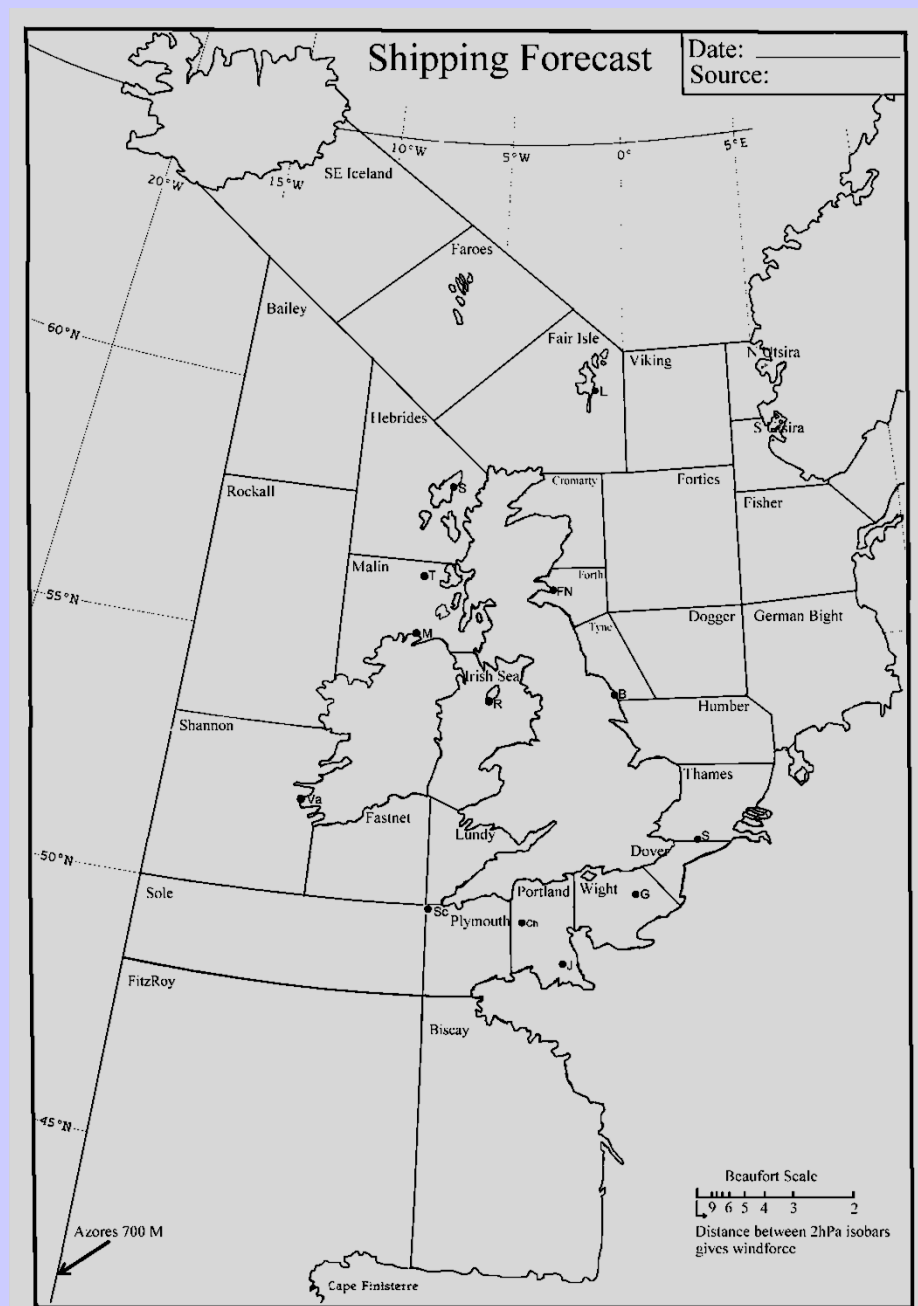 Shipping Forecast
Date:
Source:
10°W
5°W
0°
5°E
SE Iceland
20°W
15°W
Faroes
Bailey
60°N
Fair Isle
Viking
N Utsira
L
Hebrides
S Utsira
Rockall
S
Cromarty
Forties
Fisher
Malin
T
Forth
FN
55°N
Tyne
Dogger
German Bight
M
Irish Sea
R
B
Humber
Shannon
Thames
Va
Fastnet
Lundy
S
Dover
50°N
Sole
Portland
Wight
G
Sc
Plymouth
Ch
J
FitzRoy
Biscay
45°N
Beaufort Scale
9 6 5 4 3 2
Distance between 2hPa isobars
gives windforce
Azores 700 M
Cape Finisterre